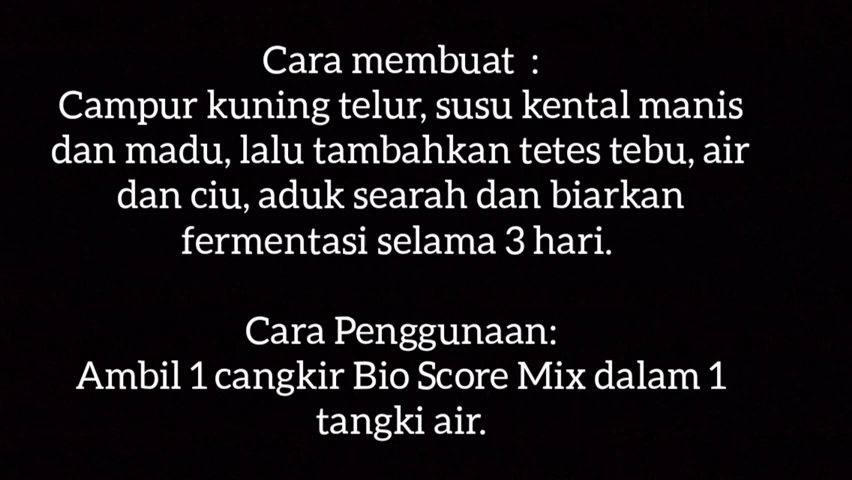 Cara membuat :
Campur kuning telur, susu kental manis
dan madu, lalu tambahkan tetes tebu, air
dan ciu, aduk searah dan biarkan
fermentasi selama 3 hari.
Cara Penggunaan:
Ambil 1 cangkir Bio Score Mix dalam 1
tangki air.